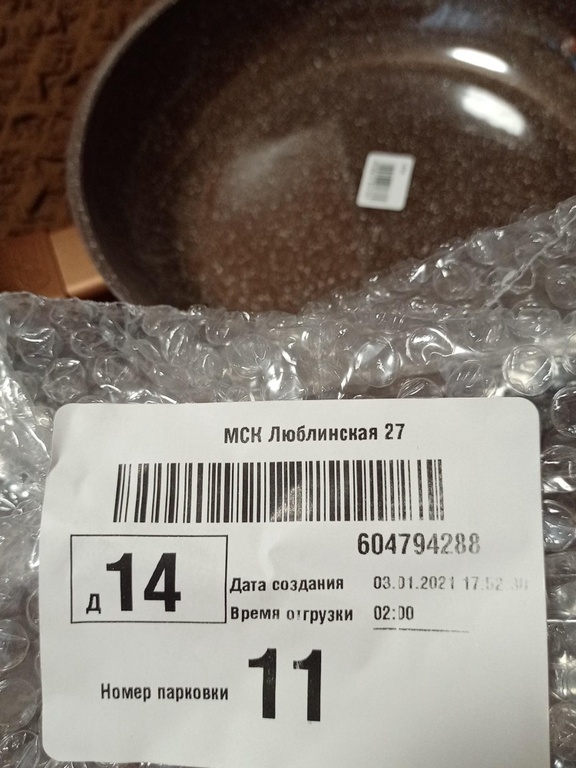 МСК Люблинская 27
604794288
Д 14
Дата создания 03.01.2021 17:52
Время отгрузки 02:00
Номер парковки 11